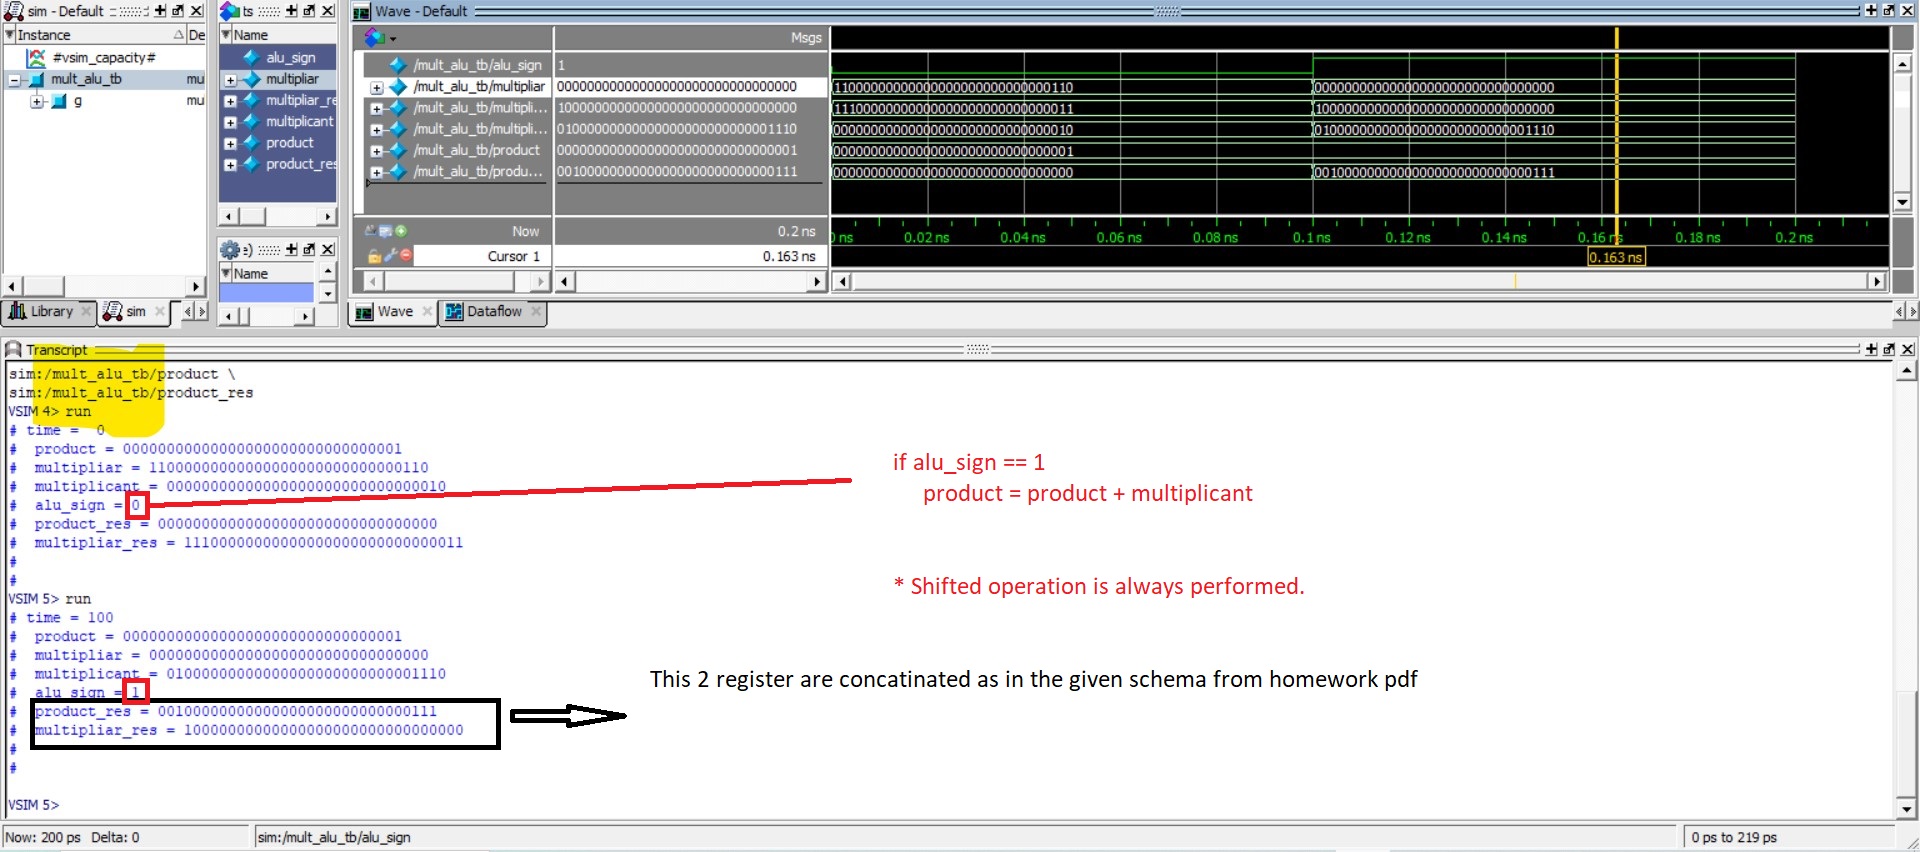 sim - Default
Instance
De
#vsim_capacity#
mult_alu_tb
mu
g
mu
Library
sim
ts
Name
alu_sign
multipliar
multipliar_re
multiplicant
product
product_res
Name
Wave - Default
Msgs
/mult_alu_tb/alu_sign 1
/mult_alu_tb/multipliar 00000000000000000000000000000000 11000000000000000000000000000110 00000000000000000000000000000000
/mult_alu_tb/multipli... 10000000000000000000000000000000 11100000000000000000000000000011 10000000000000000000000000000000
/mult_alu_tb/multipli... 01000000000000000000000000001110 00000000000000000000000000000010 01000000000000000000000000001110
/mult_alu_tb/product 00000000000000000000000000000001 00000000000000000000000000000001
/mult_alu_tb/produ... 00100000000000000000000000000111 00000000000000000000000000000000 00100000000000000000000000000111
Now 0.2 ns
0.02 ns 0.04 ns 0.06 ns 0.08 ns 0.1 ns 0.12 ns 0.14 ns 0.16 ns 0.18 ns 0.2 ns
Cursor 1 0.163 ns
0.163 ns
Wave
Dataflow
Transcript
sim:/mult_alu_tb/product \
sim:/mult_alu_tb/product_res
VSIM 4> run
# time = 0
# product = 00000000000000000000000000000001
# multipliar = 11000000000000000000000000000110
# multiplicant = 00000000000000000000000000000010
# alu_sign = 0
# product_res = 00000000000000000000000000000000
# multipliar_res = 11100000000000000000000000000011
#
#
VSIM 5> run
# time = 100
# product = 00000000000000000000000000000001
# multipliar = 00000000000000000000000000000000
# multiplicant = 01000000000000000000000000001110
# alu_sign = 1
# product_res = 00100000000000000000000000000111
# multipliar_res = 10000000000000000000000000000000
#
#
VSIM 5>
if alu_sign == 1
product = product + multiplicant
* Shifted operation is always performed.
This 2 register are concatinated as in the given schema from homework pdf
Now: 200 ps Delta: 0
sim:/mult_alu_tb/alu_sign
0 ps to 219 ps